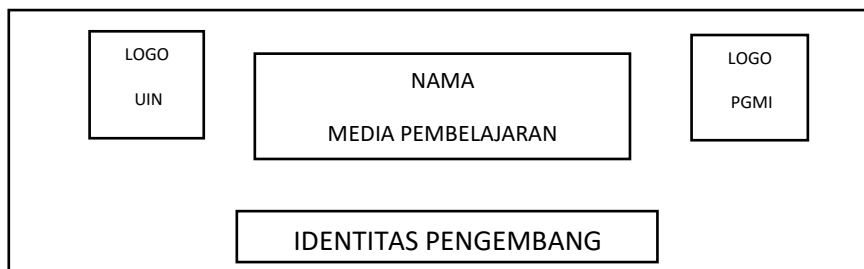 LOGO
UIN
NAMA
MEDIA PEMBELAJARAN
LOGO
PGMI
IDENTITAS PENGEMBANG